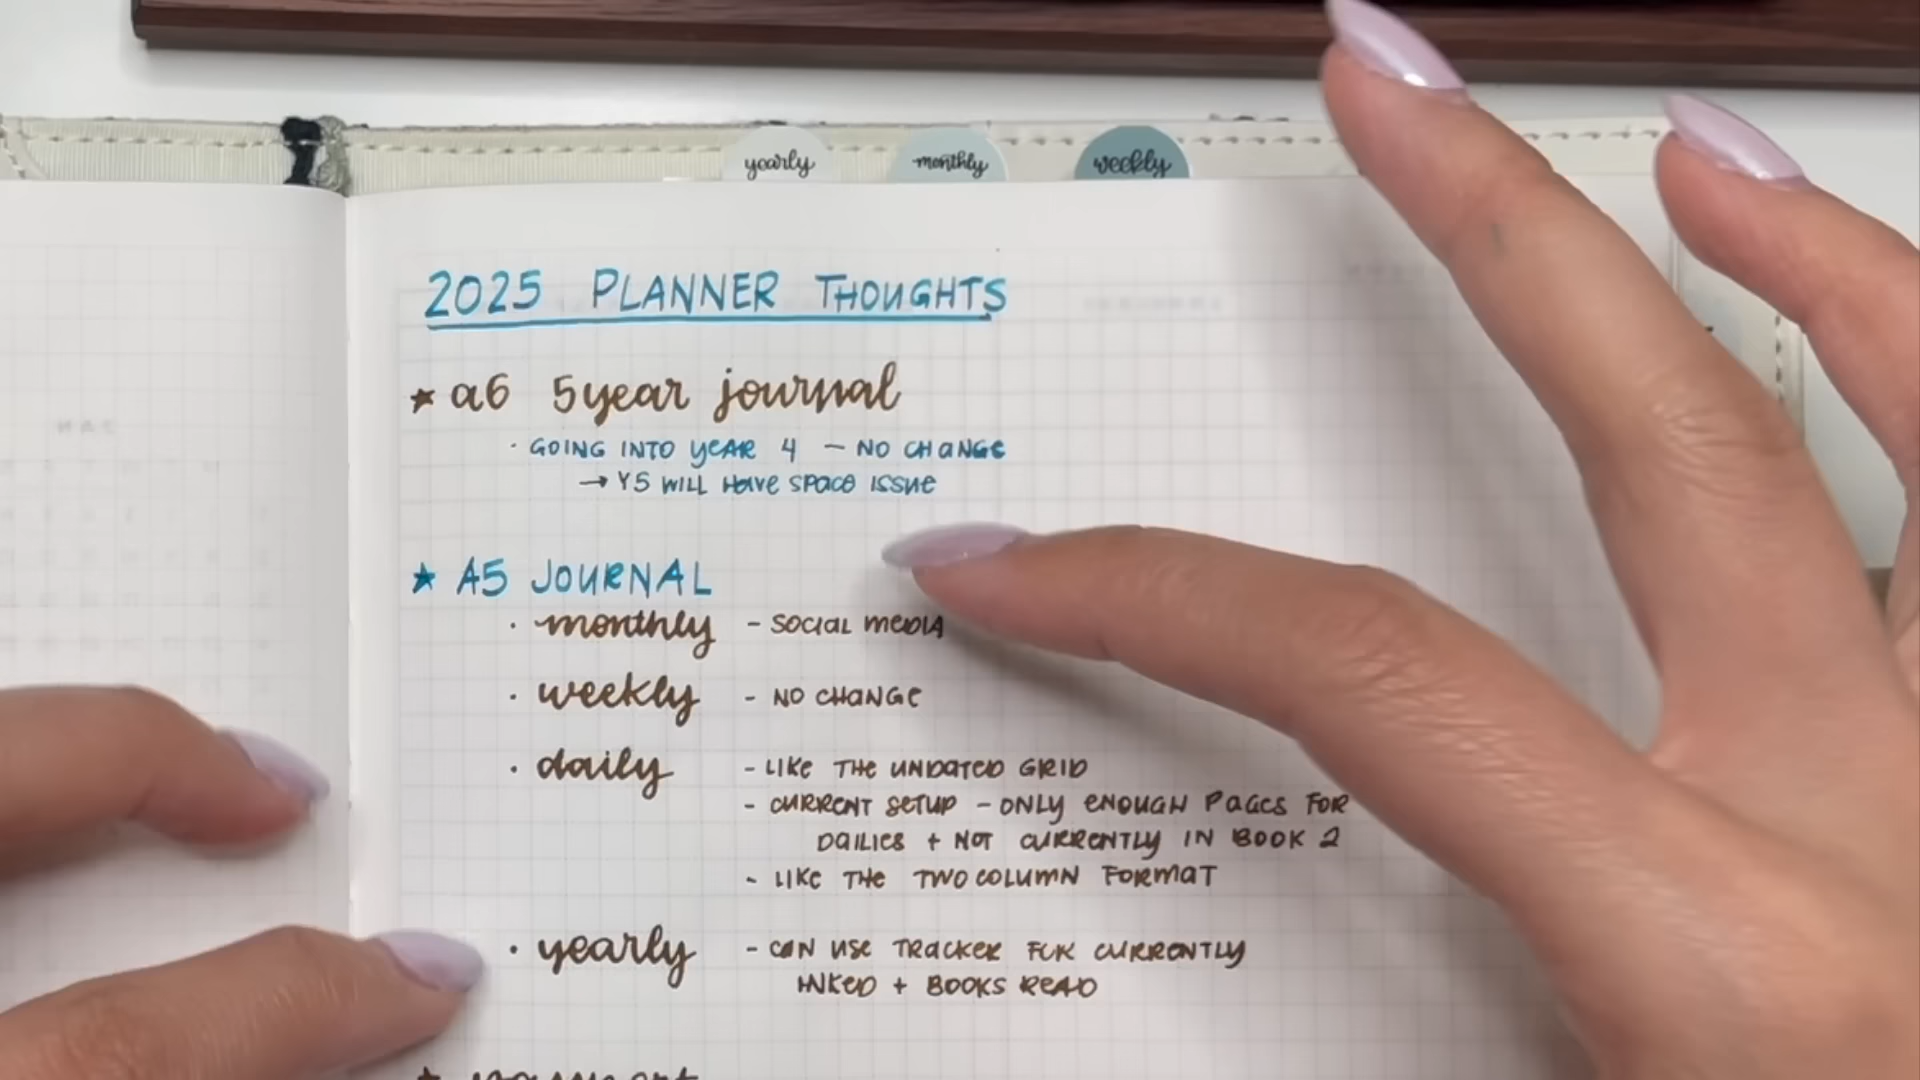 yearly monthly weekly
2025 PLANNER THOUGHTS
★ a6 5 year journal
· GOING INTO YEAR 4 – NO CHANGE
→ Y5 WILL HAVE SPACE ISSUE
★ A5 JOURNAL
· monthly - SOCIAL MEDIA
· weekly - NO CHANGE
· daily - LIKE THE UNDATED GRID
- CURRENT SETUP - ONLY ENOUGH PAGES FOR
DAILIES + NOT CURRENTLY IN BOOK 2
- LIKE THE TWO COLUMN FORMAT
· yearly - CAN USE TRACKER FOR CURRENTLY
INKED + BOOKS READ